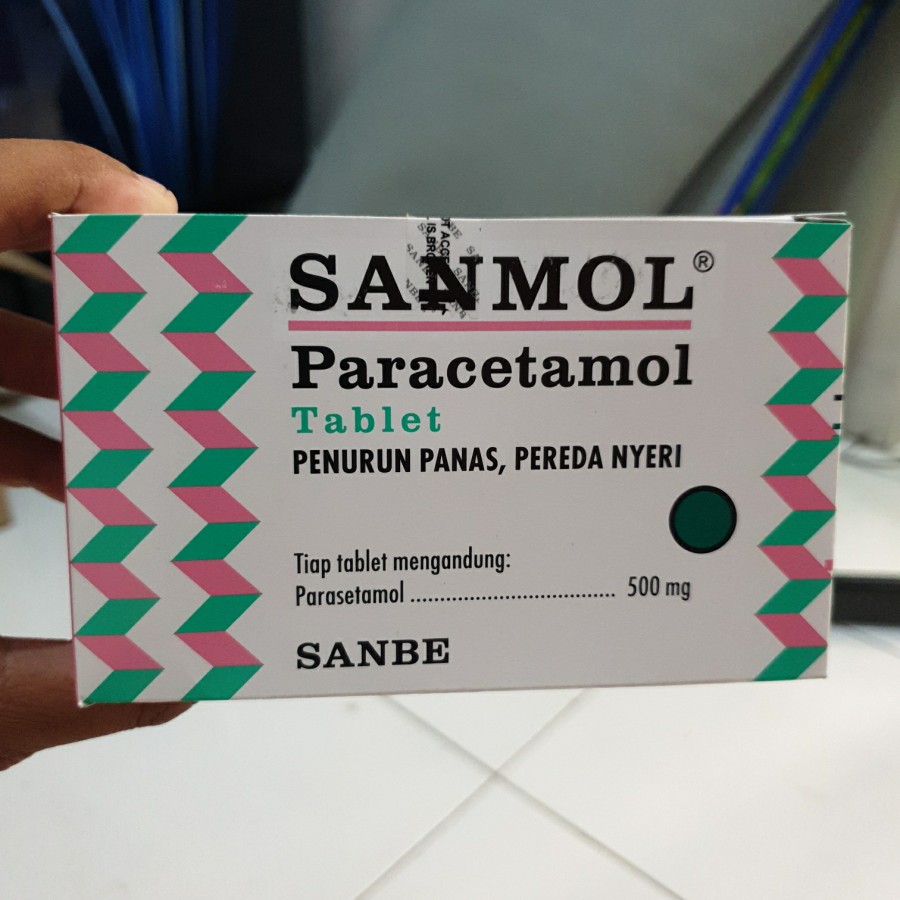 SANMOL®
Paracetamol
Tablet
PENURUN PANAS, PEREDA NYERI
Tiap tablet mengandung:
Parasetamol ................................... 500 mg
SANBE